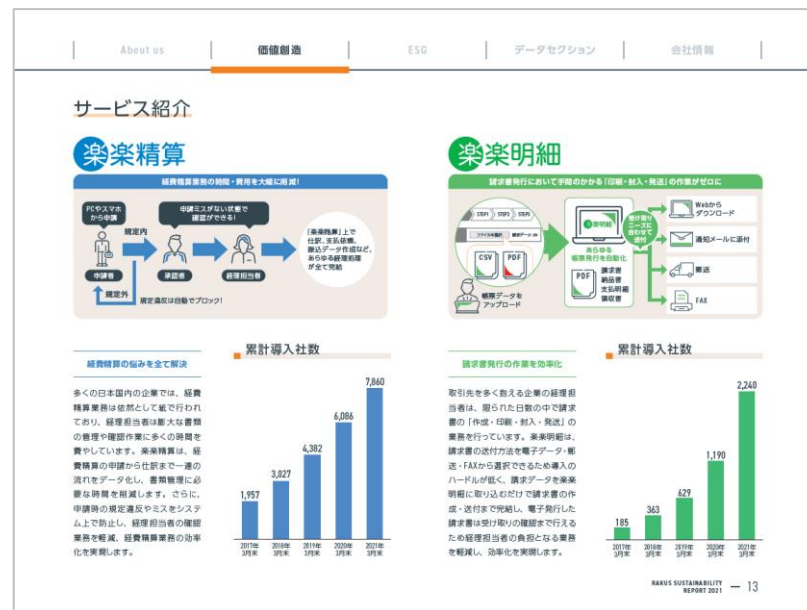 About us
価値創造
ESG
データセクション
会社情報
サービス紹介
楽楽精算
経費精算業務の時間・費用を大幅に削減！
PCやスマホ
から申請
申請ミスがない状態で
確認ができる！
規定内
申請者
承認者
経理担当者
規定外
規定違反は自動でブロック！
「楽楽精算」上で
仕訳、支払依頼、
振込データ作成など、
あらゆる経理処理
が全て完結
経費精算の悩みを全て解決
多くの日本国内の企業では、経費
精算業務は依然として紙で行われ
ており、経理担当者は膨大な書類
の管理や確認作業に多くの時間を
費やしています。楽楽精算は、経
費精算の申請から仕訳まで一連の
流れをデータ化し、書類管理に必
要な時間を削減します。さらに、
申請時の規定違反やミスをシステ
ム上で防止し、経理担当者の確認
業務を軽減、経費精算業務の効率
化を実現します。
累計導入社数
1,957
3,027
4,382
6,086
7,860
2017年
3月末
2018年
3月末
2019年
3月末
2020年
3月末
2021年
3月末
楽楽明細
請求書発行において手間のかかる「印刷・封入・発送」の作業がゼロに
STEP1 STEP2 STEP3
ファイルを選択
CSV
PDF
帳票データを
アップロード
楽楽明細
あらゆる
帳票発行を自動化
PDF
請求書
納品書
支払明細
領収書
受け取り
ニーズに
合わせて
送付
Webから
ダウンロード
通知メールに添付
郵送
FAX
請求書発行の作業を効率化
取引先を多く抱える企業の経理担
当者は、限られた日数の中で請求
書の「作成・印刷・封入・発送」の
業務を行っています。楽楽明細は、
請求書の送付方法を電子データ・郵
送・FAXから選択できるため導入の
ハードルが低く、請求データを楽楽
明細に取り込むだけで請求書の作
成・送付まで完結し、電子発行した
請求書は受け取りの確認まで行える
ため経理担当者の負担となる業務
を軽減し、効率化を実現します。
累計導入社数
185
363
629
1,190
2,240
2017年
3月末
2018年
3月末
2019年
3月末
2020年
3月末
2021年
3月末
RAKUS SUSTAINABILITY
REPORT 2021
13